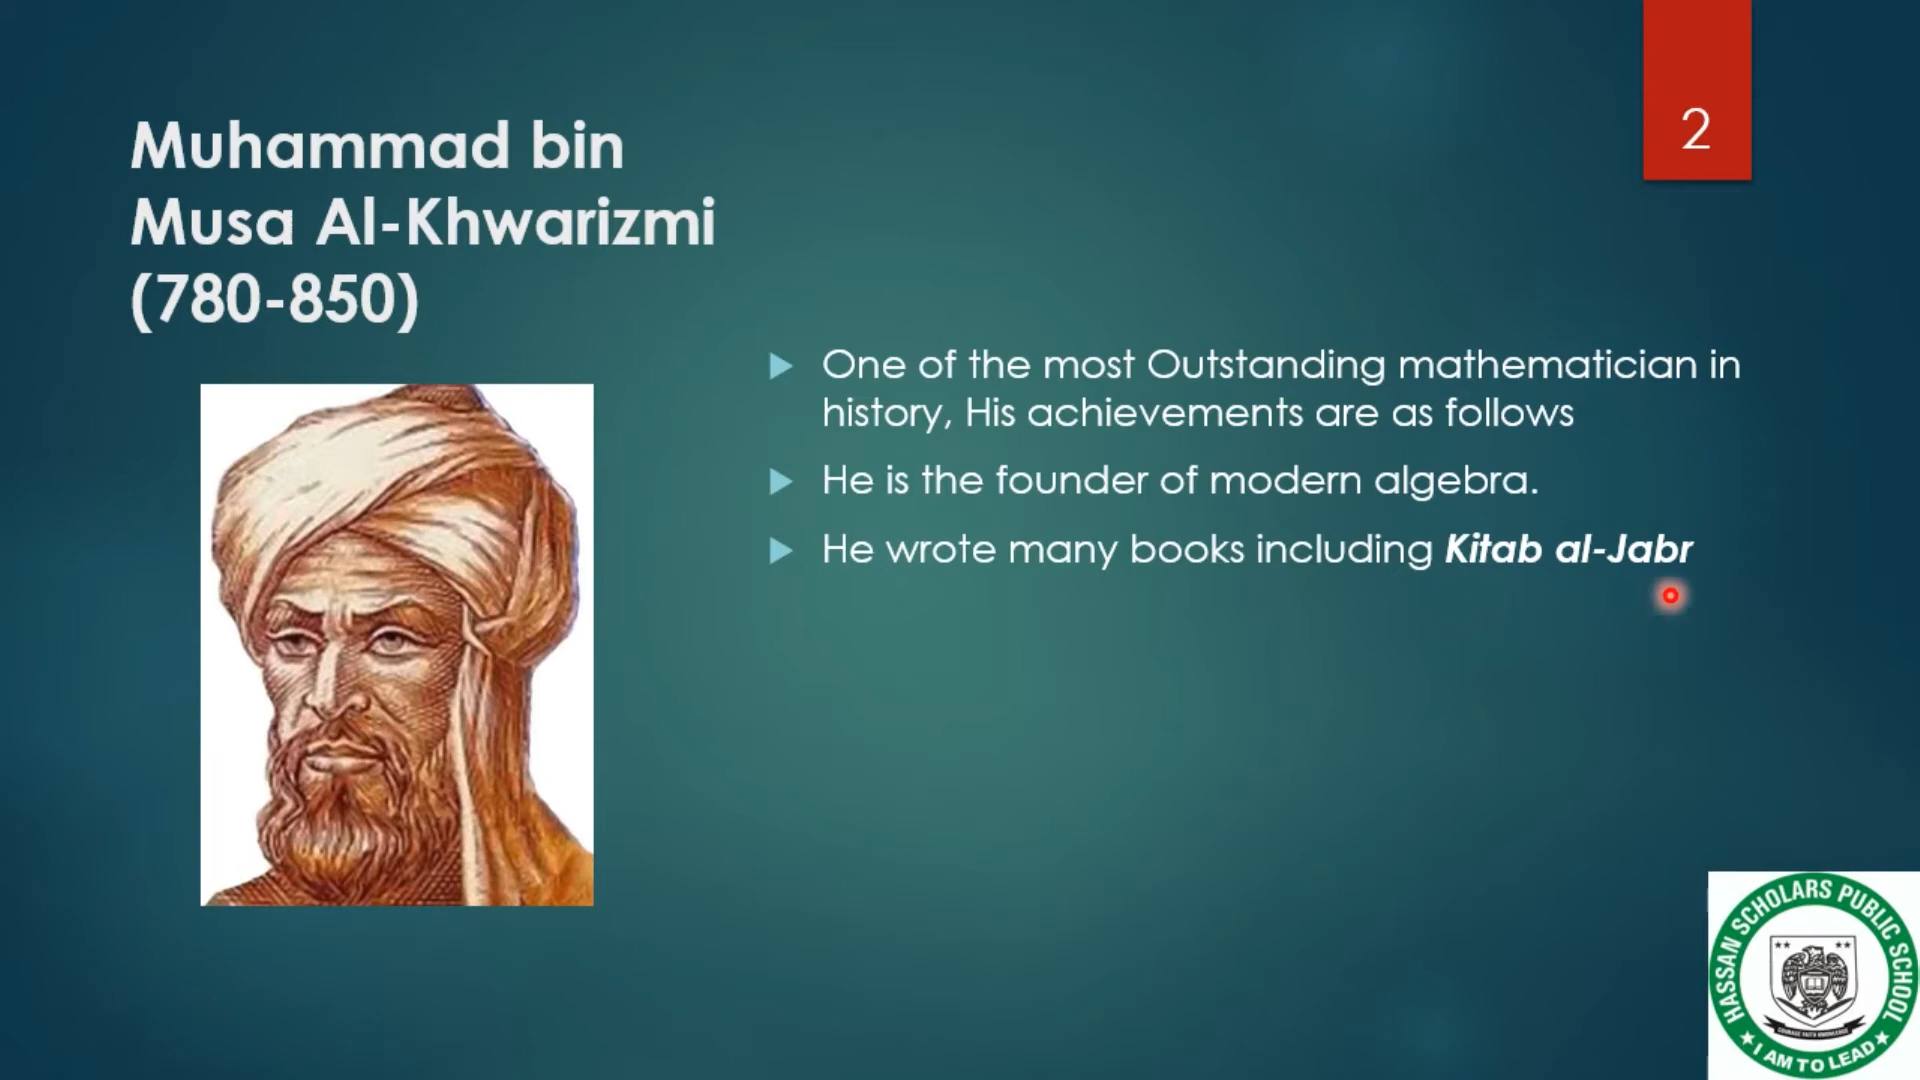 2
Muhammad bin
Musa Al-Khwarizmi
(780-850)
One of the most Outstanding mathematician in
history, His achievements are as follows
He is the founder of modern algebra.
He wrote many books including Kitab al-Jabr
HASSAN SCHOLARS PUBLIC SCHOOL
I AM TO LEAD